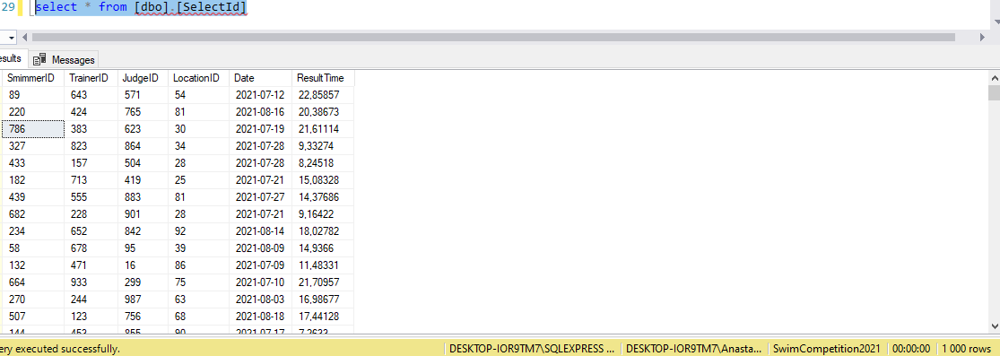 29 select * from [dbo].[SelectId]
esults Messages
SmimmerID TrainerID JudgeID LocationID Date ResultTime
89 643 571 54 2021-07-12 22,85857
220 424 765 81 2021-08-16 20,38673
786 383 623 30 2021-07-19 21,61114
327 823 864 34 2021-07-28 9,33274
433 157 504 28 2021-07-28 8,24518
182 713 419 25 2021-07-21 15,08328
439 555 883 81 2021-07-27 14,37686
682 228 901 28 2021-07-21 9,16422
234 652 842 92 2021-08-14 18,02782
58 678 95 39 2021-08-09 14,9366
132 471 16 86 2021-07-09 11,48331
664 933 299 75 2021-07-10 21,70957
270 244 987 63 2021-08-03 16,98677
507 123 756 68 2021-08-18 17,44128
144 453 855 90 2021-07-17 7,2633
ery executed successfully. DESKTOP-IOR9TM7\SQLEXPRESS ... DESKTOP-IOR9TM7\Anasta... SwimCompetition2021 00:00:00 1 000 rows